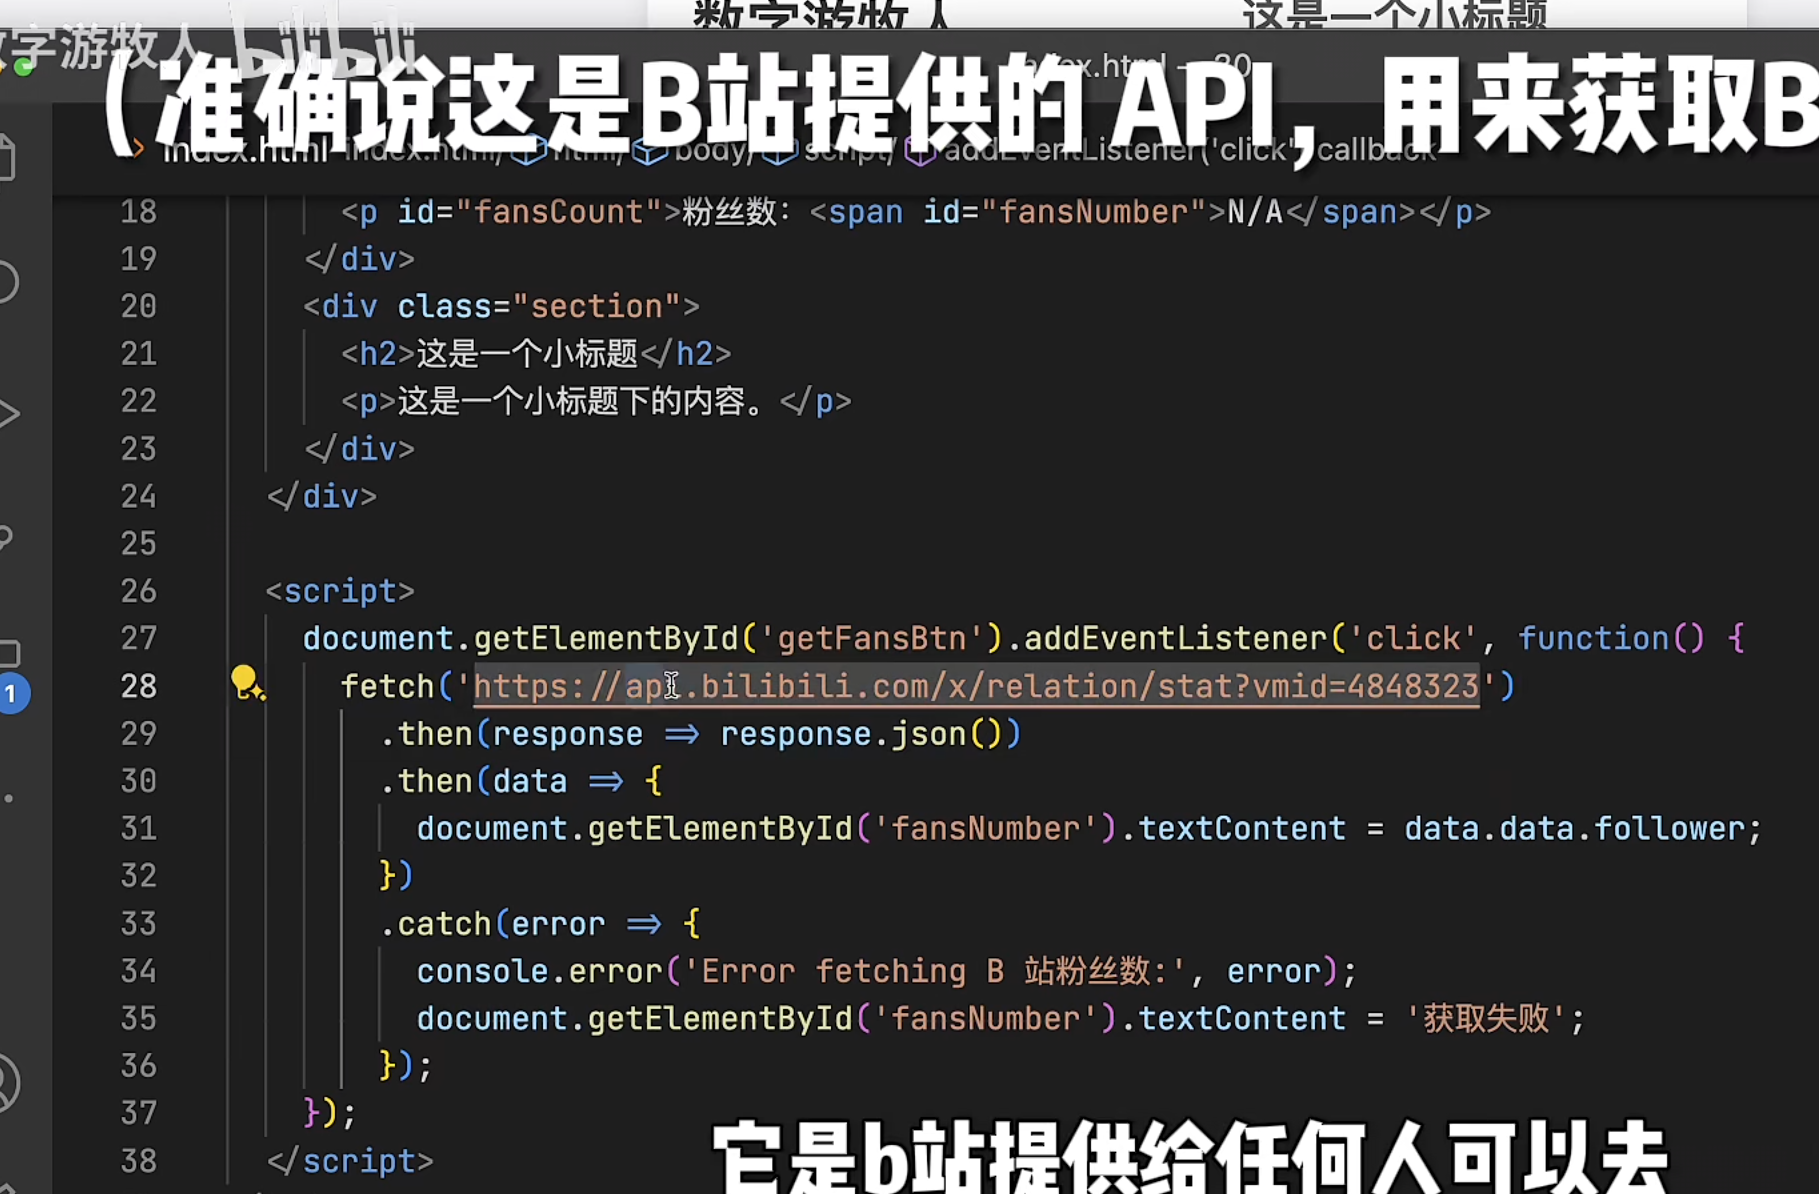 数字游牧人 这是一个小标题
数字游牧人 bilibili
index.html — 30
（准确说这是B站提供的 API，用来获取B
index.html index.html/ html/ body/ script/ addEventListener('click') callback
18 <p id="fansCount">粉丝数：<span id="fansNumber">N/A</span></p>
19 </div>
20 <div class="section">
21 <h2>这是一个小标题</h2>
22 <p>这是一个小标题下的内容。</p>
23 </div>
24 </div>
25
26 <script>
27 document.getElementById('getFansBtn').addEventListener('click', function() {
28 fetch('https://api.bilibili.com/x/relation/stat?vmid=4848323')
29 .then(response => response.json())
30 .then(data => {
31 document.getElementById('fansNumber').textContent = data.data.follower;
32 })
33 .catch(error => {
34 console.error('Error fetching B 站粉丝数:', error);
35 document.getElementById('fansNumber').textContent = '获取失败';
36 });
37 });
38 </script>
1
它是b站提供给任何人可以去